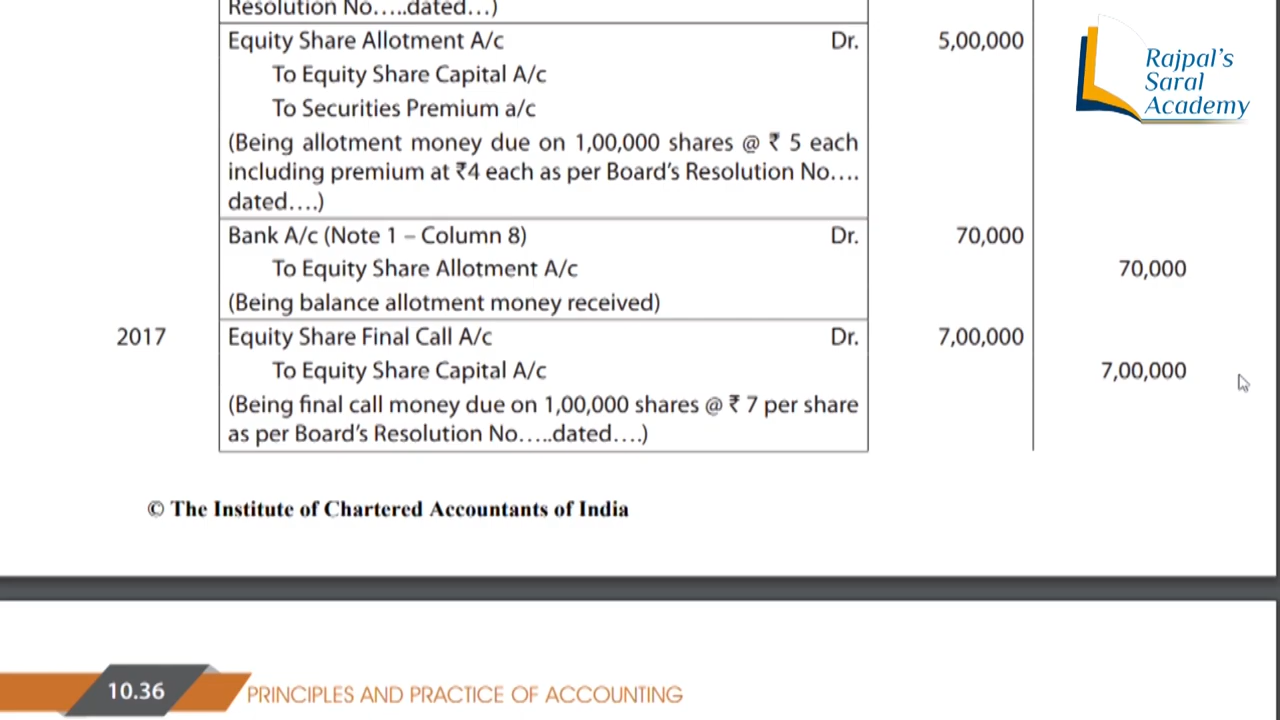 Resolution No.....dated...)
Equity Share Allotment A/c Dr. 5,00,000
To Equity Share Capital A/c
To Securities Premium a/c
(Being allotment money due on 1,00,000 shares @ ₹ 5 each
including premium at ₹4 each as per Board's Resolution No....
dated....)
Bank A/c (Note 1 – Column 8) Dr. 70,000
To Equity Share Allotment A/c 70,000
(Being balance allotment money received)
2017 Equity Share Final Call A/c Dr. 7,00,000
To Equity Share Capital A/c 7,00,000
(Being final call money due on 1,00,000 shares @ ₹ 7 per share
as per Board's Resolution No.....dated....)
© The Institute of Chartered Accountants of India
10.36 PRINCIPLES AND PRACTICE OF ACCOUNTING
Rajpal's
Saral
Academy